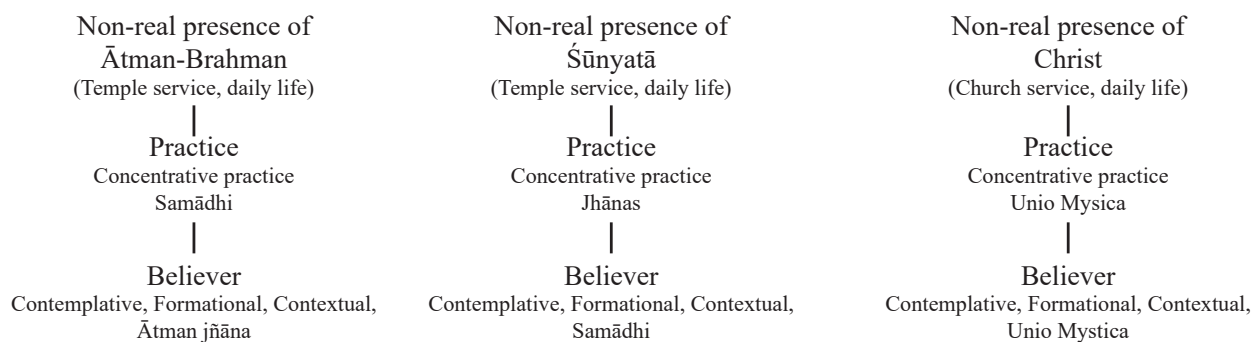 Non-real presence of
Ātman-Brahman
(Temple service, daily life)
Practice
Concentrative practice
Samādhi
Believer
Contemplative, Formational, Contextual,
Ātman jñāna
Non-real presence of
Śūnyatā
(Temple service, daily life)
Practice
Concentrative practice
Jhānas
Believer
Contemplative, Formational, Contextual,
Samādhi
Non-real presence of
Christ
(Church service, daily life)
Practice
Concentrative practice
Unio Mysica
Believer
Contemplative, Formational, Contextual,
Unio Mystica